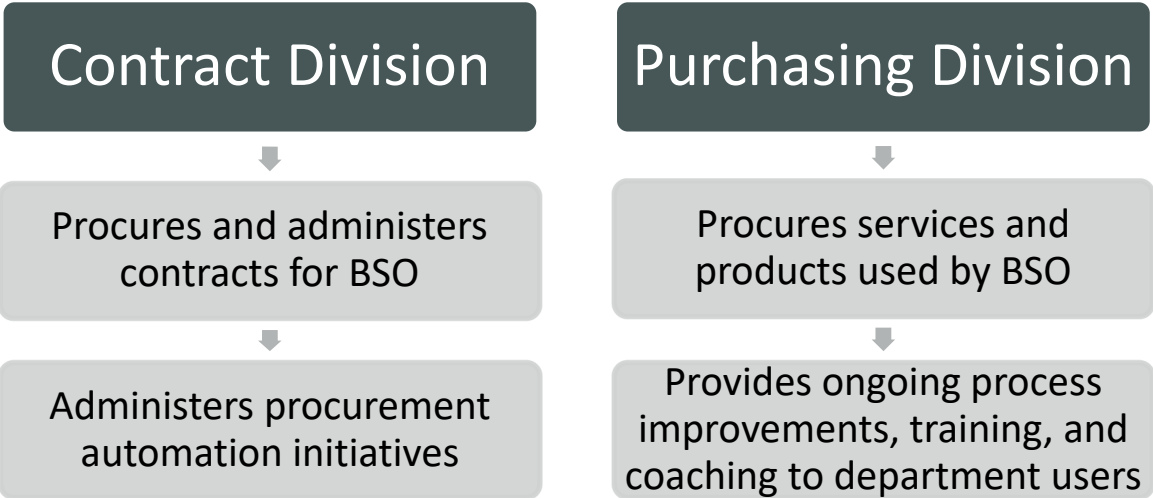 Contract Division
Procures and administers
contracts for BSO
Administers procurement
automation initiatives
Purchasing Division
Procures services and
products used by BSO
Provides ongoing process
improvements, training, and
coaching to department users